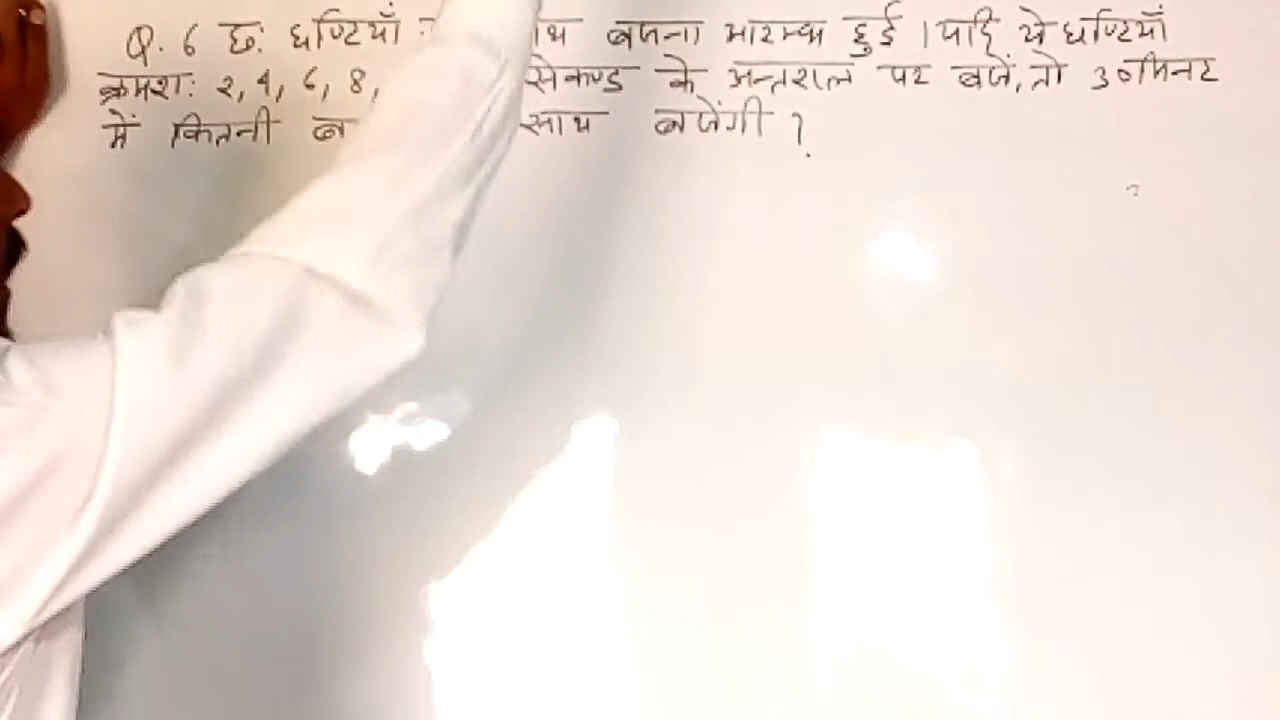 Q. 6 छः घण्टियाँ बजना प्रारम्भ हुई । यदि ये घण्टियाँ
क्रमशः 2, 4, 6, 8, सेकण्ड के अन्तराल पर बजें, तो 30 मिनट
में कितनी साथ बजेंगी ?